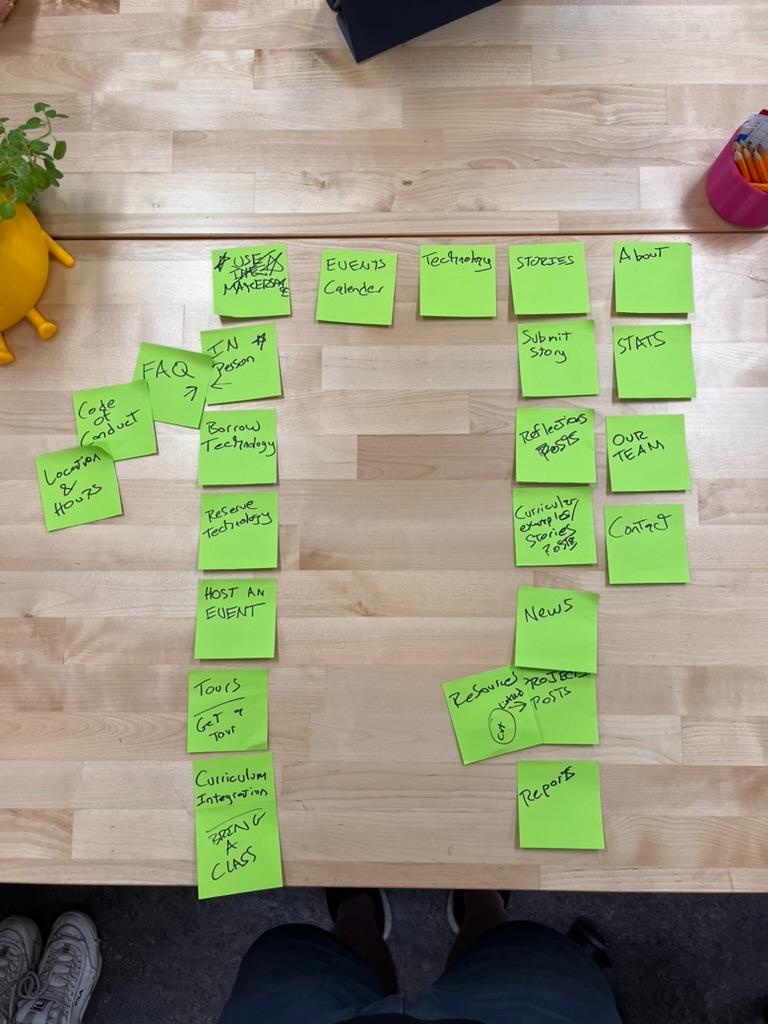 USE
THE
MAKERSPACE
EVENTS
Calender
Technology
STORIES
About
IN #
Person
FAQ
Code
of
Conduct
Location
&
Hours
Borrow
Technology
Reserve
Technology
HOST AN
EVENT
TOURS
GET A
TOUR
Curriculum
Integration
BRING
A
CLASS
Submit
Story
Reflections
Posts
Curricular
examples/
Stories
POSTS
News
Resources
PROJECTS
POSTS
Reports
STATS
OUR
TEAM
Contact